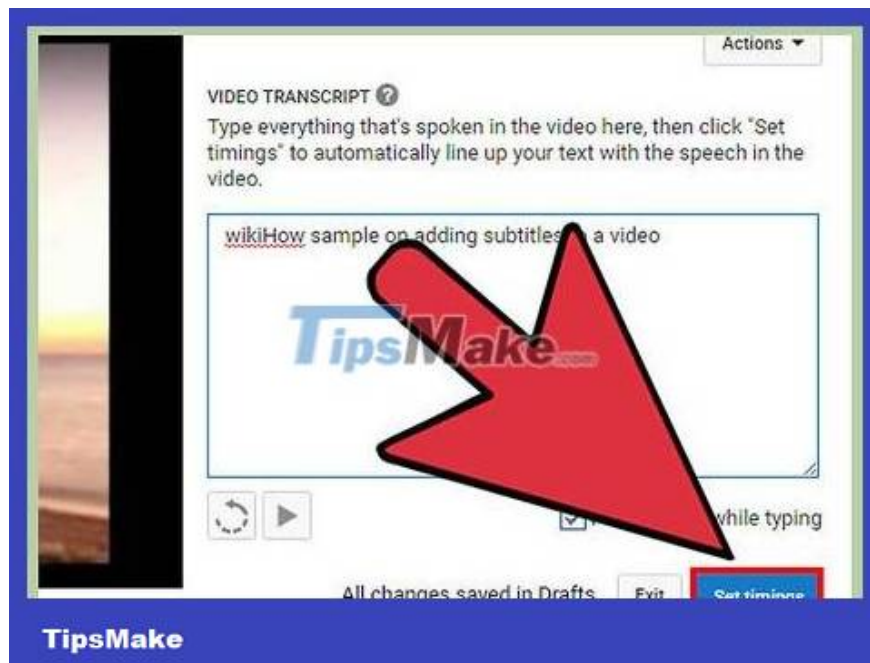 Actions
VIDEO TRANSCRIPT ?
Type everything that's spoken in the video here, then click "Set
timings" to automatically line up your text with the speech in the
video.
wikiHow sample on adding subtitles a video
TipsMake.com
while typing
All changes saved in Drafts Exit Set timings
TipsMake